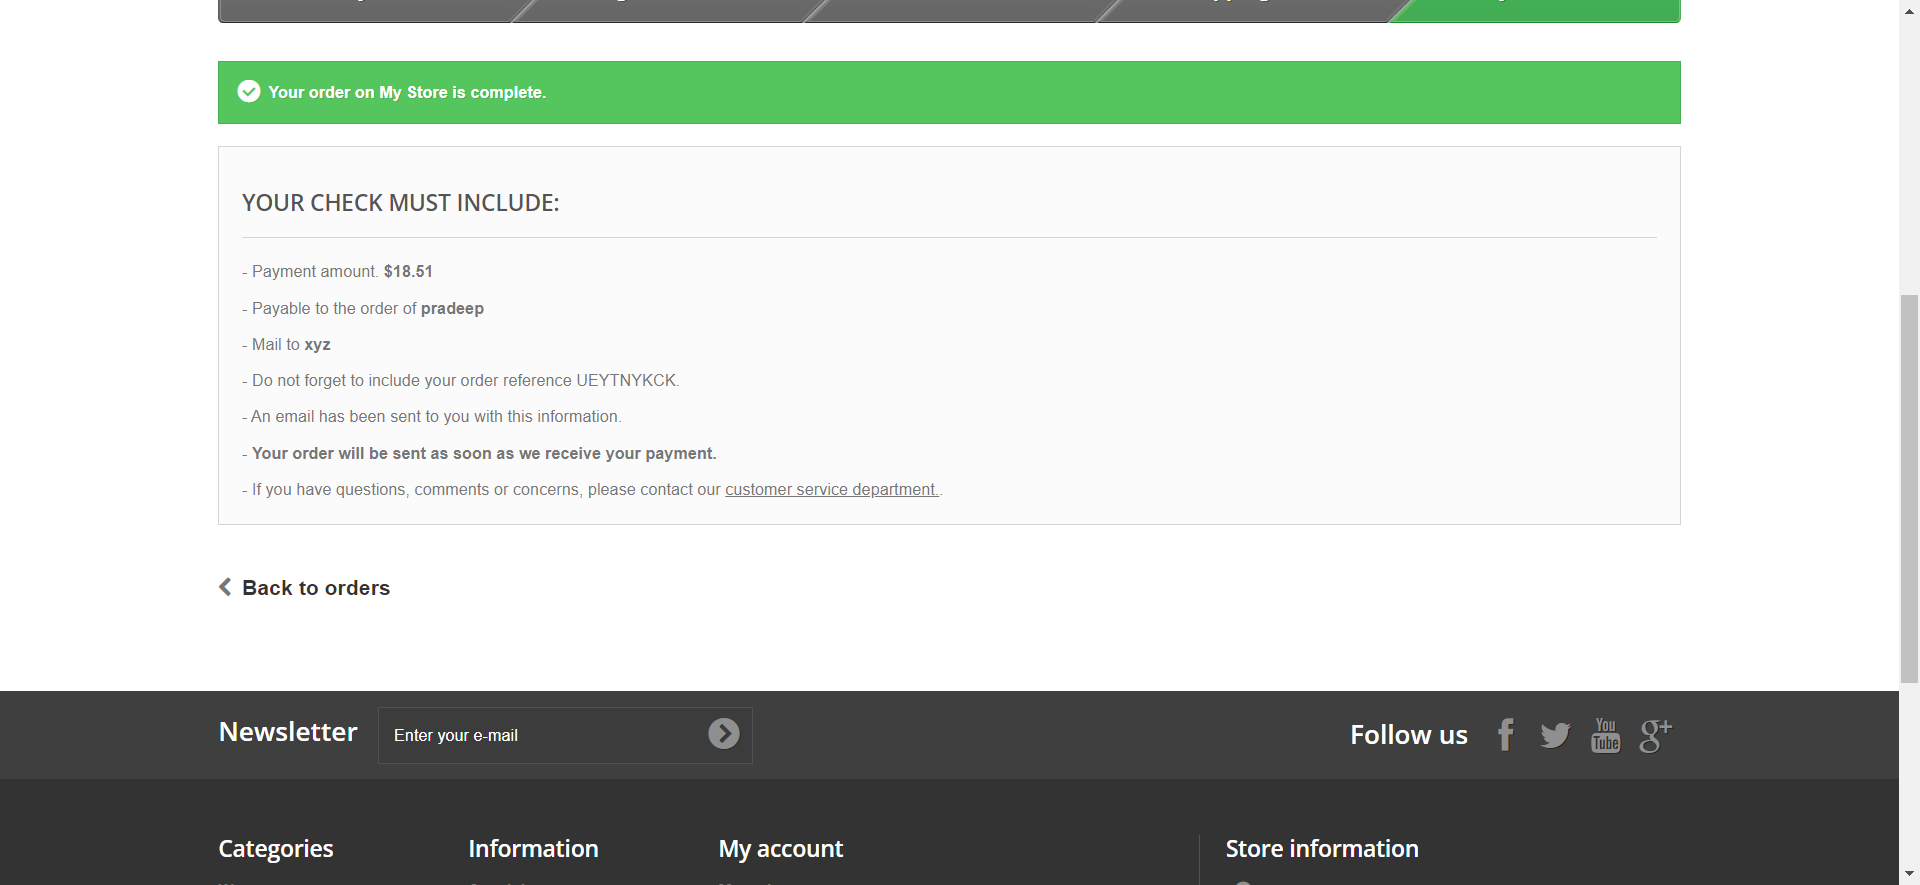 Your order on My Store is complete.
YOUR CHECK MUST INCLUDE:
- Payment amount. $18.51
- Payable to the order of pradeep
- Mail to xyz
- Do not forget to include your order reference UEYTNYKCK.
- An email has been sent to you with this information.
- Your order will be sent as soon as we receive your payment.
- If you have questions, comments or concerns, please contact our customer service department..
Back to orders
Newsletter Enter your e-mail Follow us f You Tube g+
Categories Information My account Store information